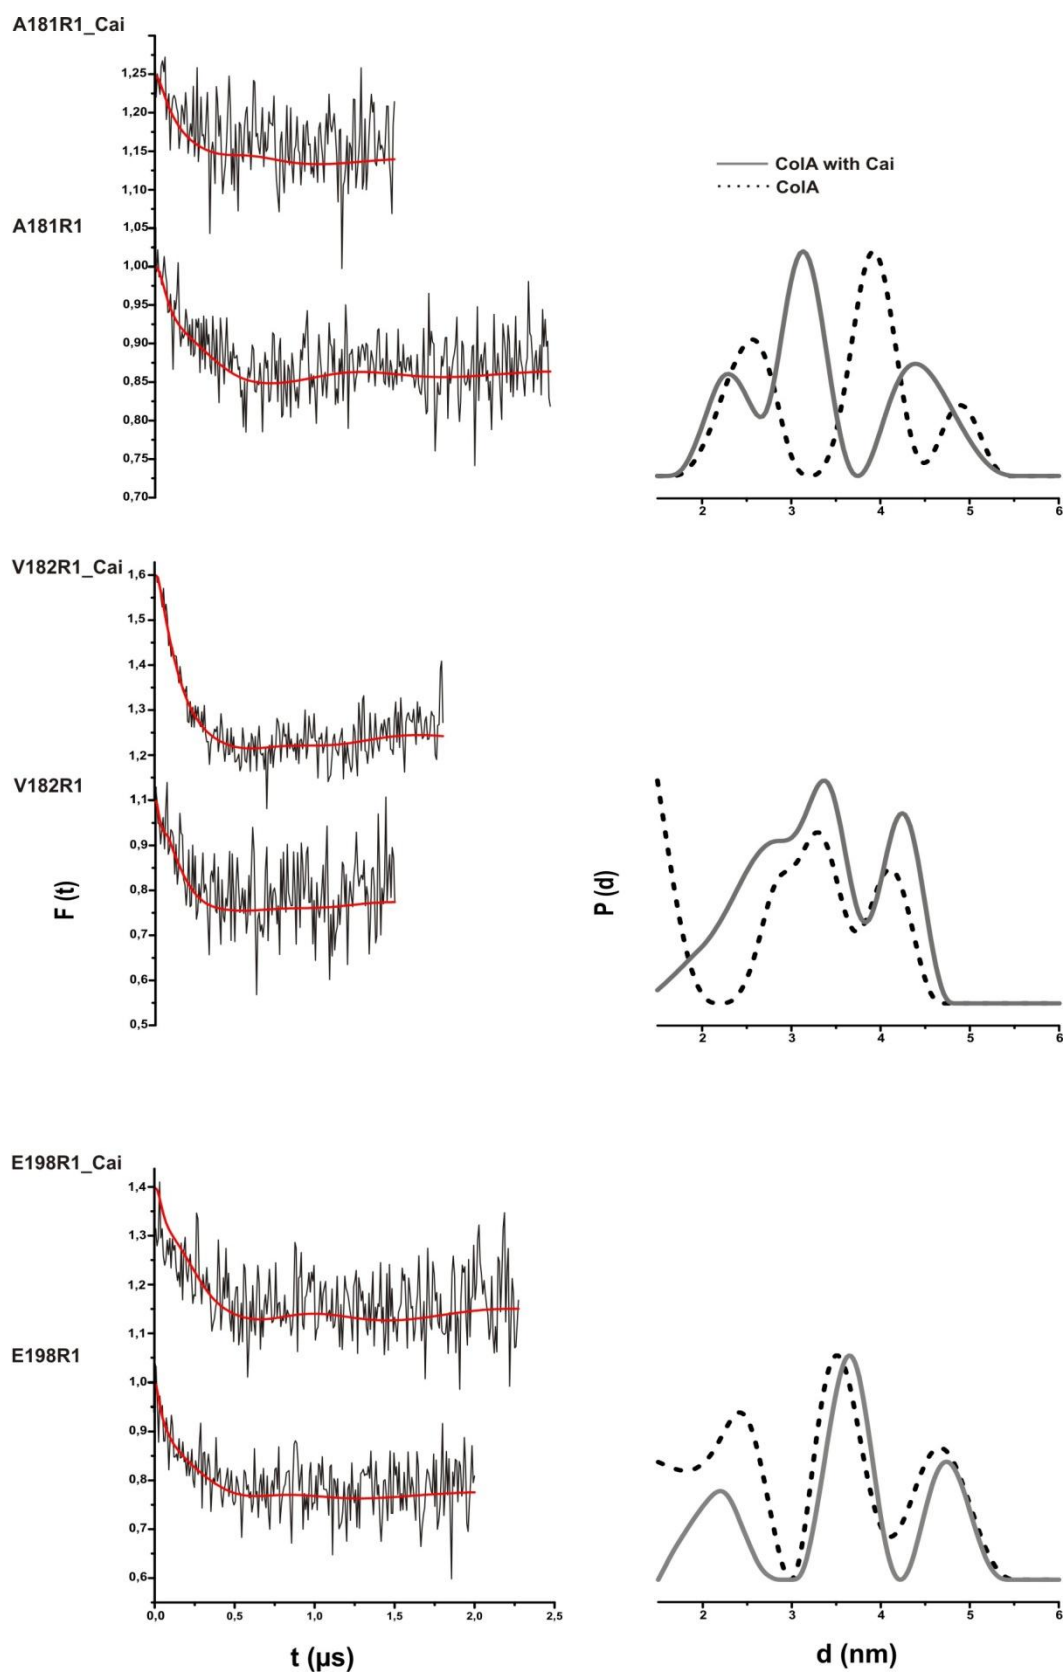 A181R1_Cai
1,25
1,20
1,15
1,10
1,05
A181R1
1,00
0,95
0,90
0,85
0,80
0,75
0,70
ColA with Cai
ColA
2 3 4 5 6
V182R1_Cai
1,6
1,5
1,4
1,3
1,2
V182R1
1,1
0,9
0,8
0,7
0,6
0,5
F (t)
P (d)
2 3 4 5 6
E198R1_Cai
1,4
1,3
1,2
1,1
E198R1
1,0
0,9
0,8
0,7
0,6
0,0 0,5 1,0 1,5 2,0 2,5
t (µs)
2 3 4 5 6
d (nm)